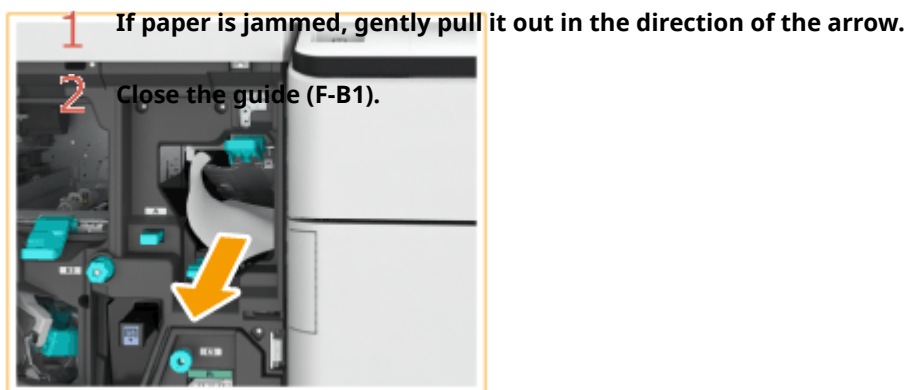 1 If paper is jammed, gently pull it out in the direction of the arrow.
2 Close the guide (F-B1).